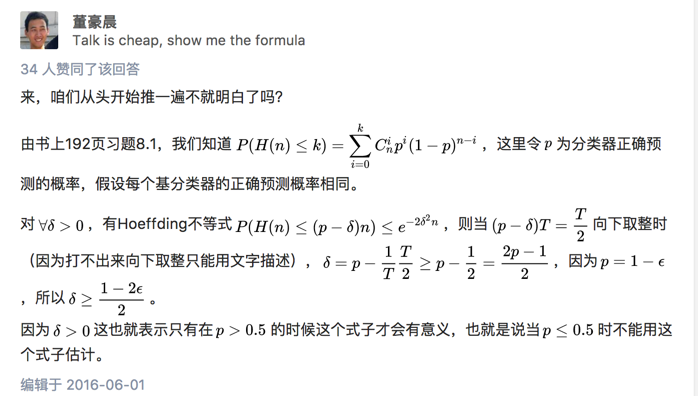 董豪晨
Talk is cheap, show me the formula
34 人赞同了该回答
来，咱们从头开始推一遍不就明白了吗？
由书上192页习题8.1，我们知道 $P(H(n) \leq k) = \sum_{i=0}^{k} C_n^i p^i (1-p)^{n-i}$ ，这里令 $p$ 为分类器正确预
测的概率，假设每个基分类器的正确预测概率相同。
对 $\forall \delta > 0$ ，有Hoeffding不等式 $P(H(n) \leq (p-\delta)n) \leq e^{-2\delta^2 n}$ ，则当 $(p-\delta)T = \frac{T}{2}$ 向下取整时
（因为打不出来向下取整只能用文字描述）， $\delta = p - \frac{1}{T}\frac{T}{2} \geq p - \frac{1}{2} = \frac{2p-1}{2}$ ，因为 $p = 1 - \epsilon$
，所以 $\delta \geq \frac{1-2\epsilon}{2}$ 。
因为 $\delta > 0$ 这也就表示只有在 $p > 0.5$ 的时候这个式子才会有意义，也就是说当 $p \leq 0.5$ 时不能用这
个式子估计。
编辑于 2016-06-01